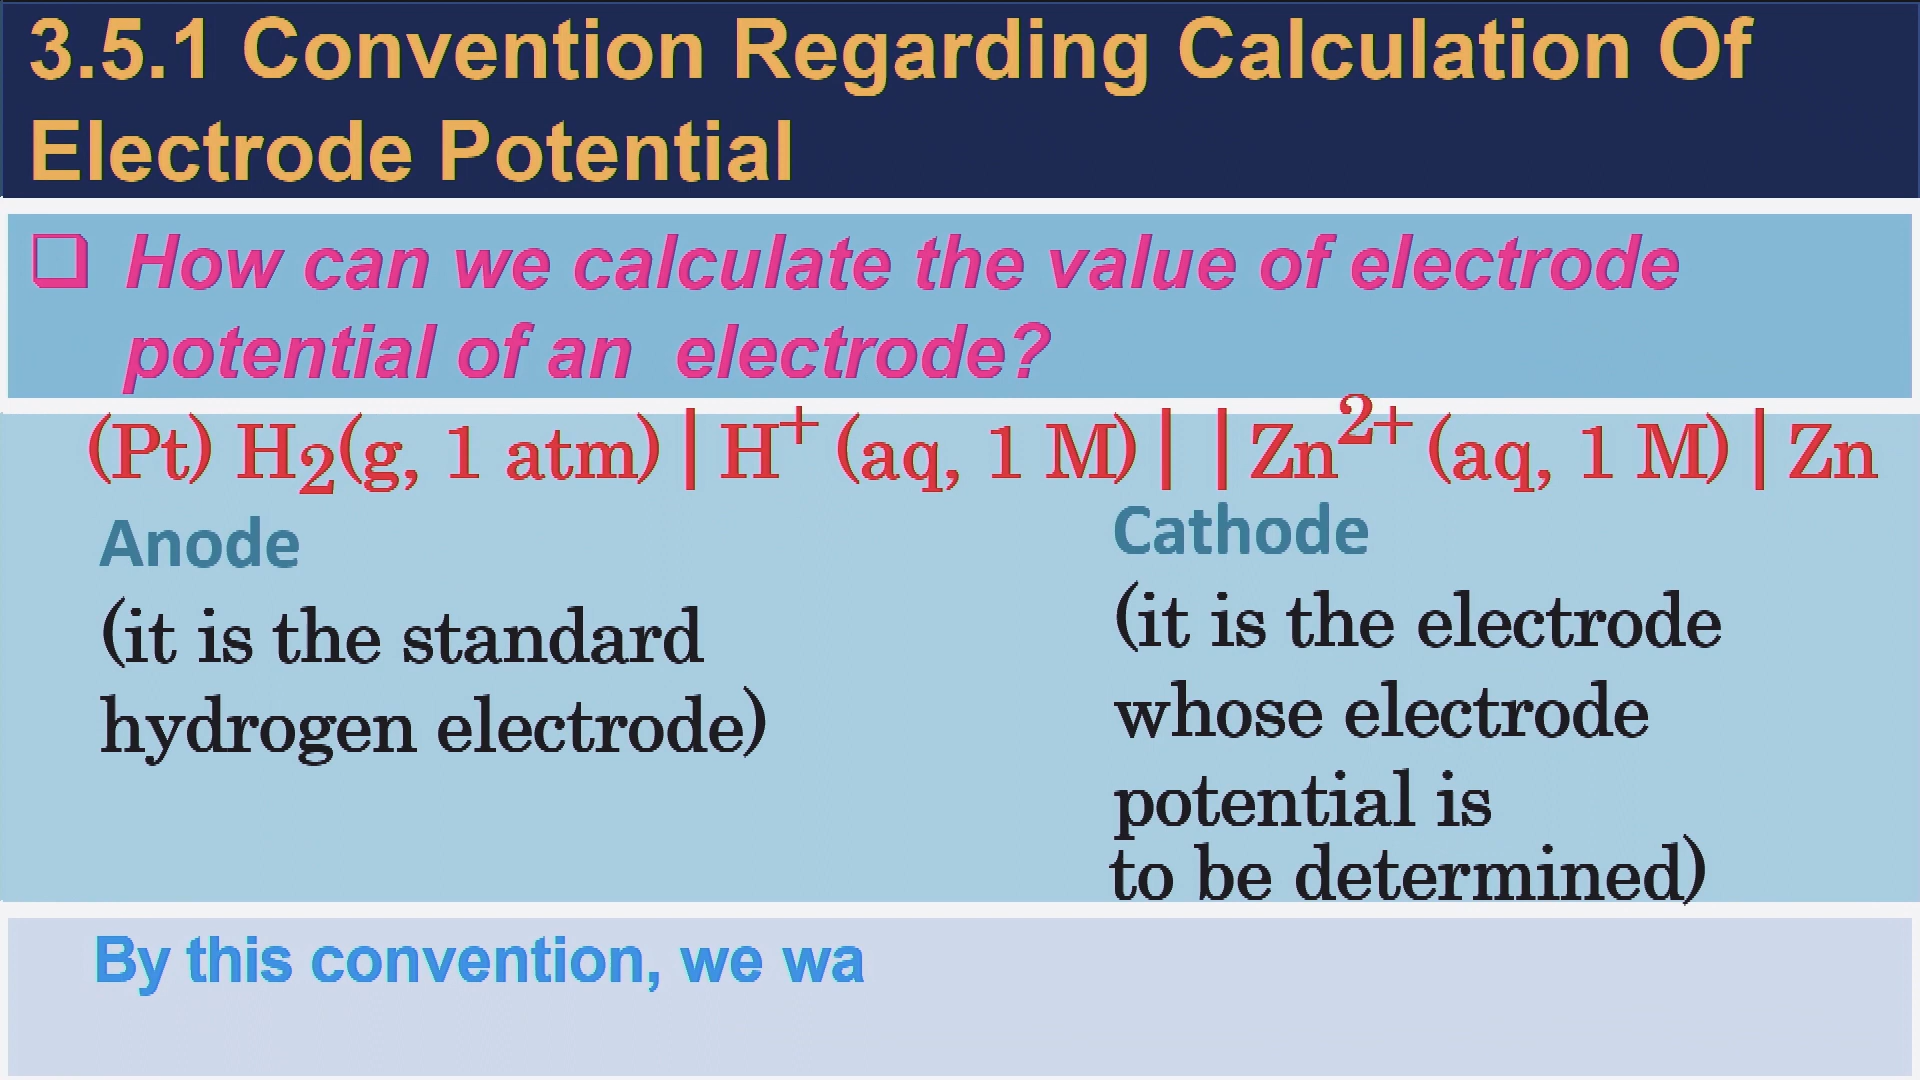 3.5.1 Convention Regarding Calculation Of
Electrode Potential
❑ How can we calculate the value of electrode
potential of an electrode?
(Pt) H₂(g, 1 atm) | H⁺ (aq, 1 M) | | Zn²⁺ (aq, 1 M) | Zn
Anode
(it is the standard
hydrogen electrode)
Cathode
(it is the electrode
whose electrode
potential is
to be determined)
By this convention, we wa